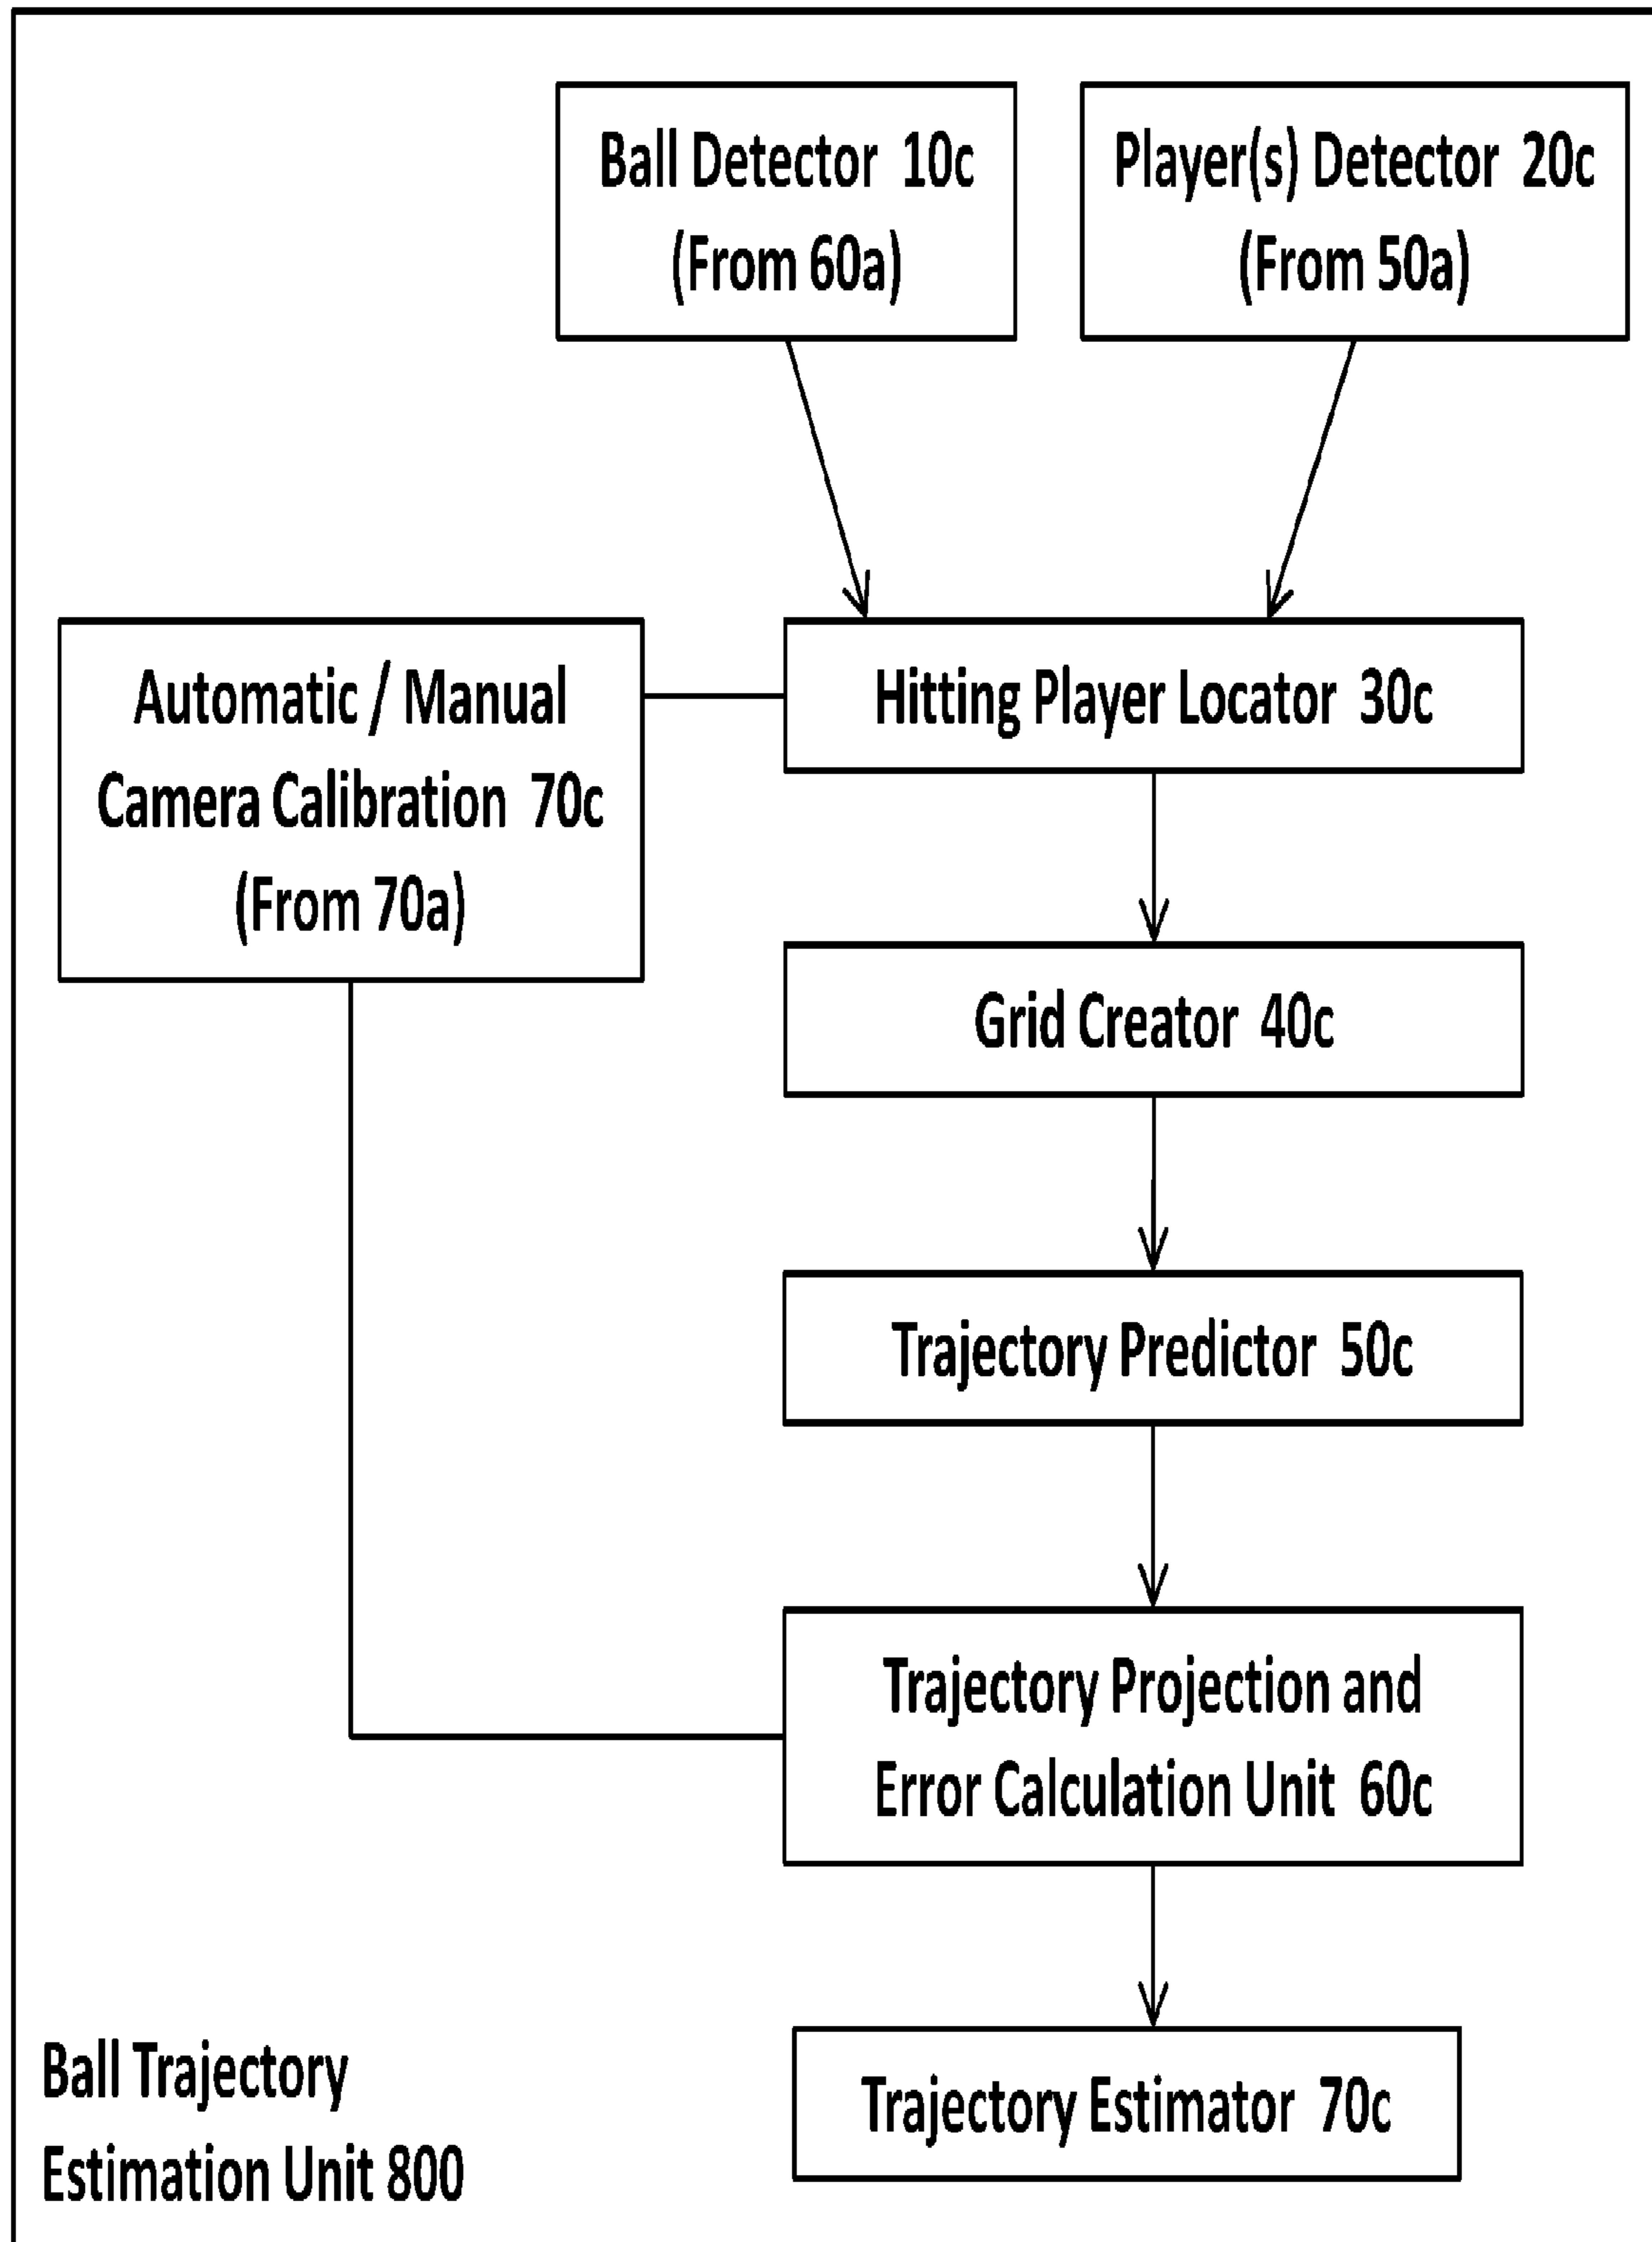 Ball Detector 10c
(From 60a)
Player(s) Detector 20c
(From 50a)
Automatic / Manual
Camera Calibration 70c
(From 70a)
Hitting Player Locator 30c
Grid Creator 40c
Trajectory Predictor 50c
Trajectory Projection and
Error Calculation Unit 60c
Trajectory Estimator 70c
Ball Trajectory
Estimation Unit 800